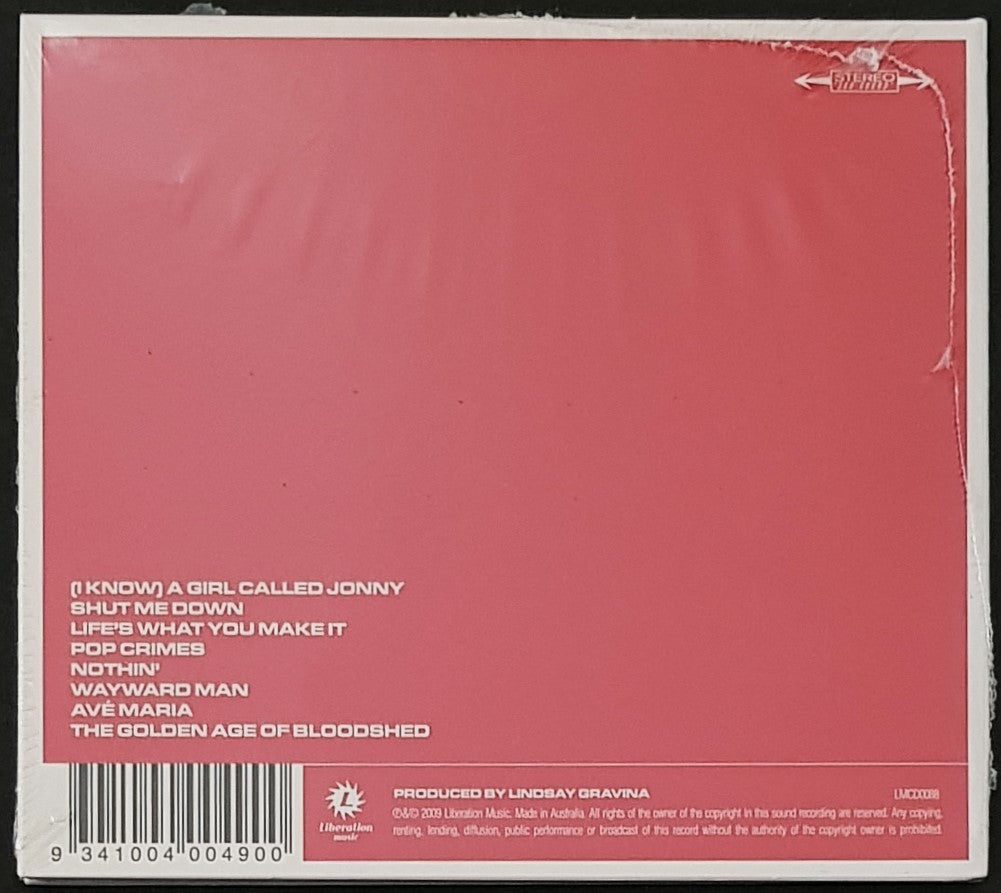 STEREO
(I KNOW) A GIRL CALLED JONNY
SHUT ME DOWN
LIFE'S WHAT YOU MAKE IT
POP CRIMES
NOTHIN'
WAYWARD MAN
AVÉ MARIA
THE GOLDEN AGE OF BLOODSHED
L
Liberation
music
PRODUCED BY LINDSAY GRAVINA
LMCD0088
℗&© 2009 Liberation Music. Made in Australia. All rights of the owner of the copyright in this sound recording are reserved. Any copying,
renting, lending, diffusion, public performance or broadcast of this record without the authority of the copyright owner is prohibited.
9 341004 004900